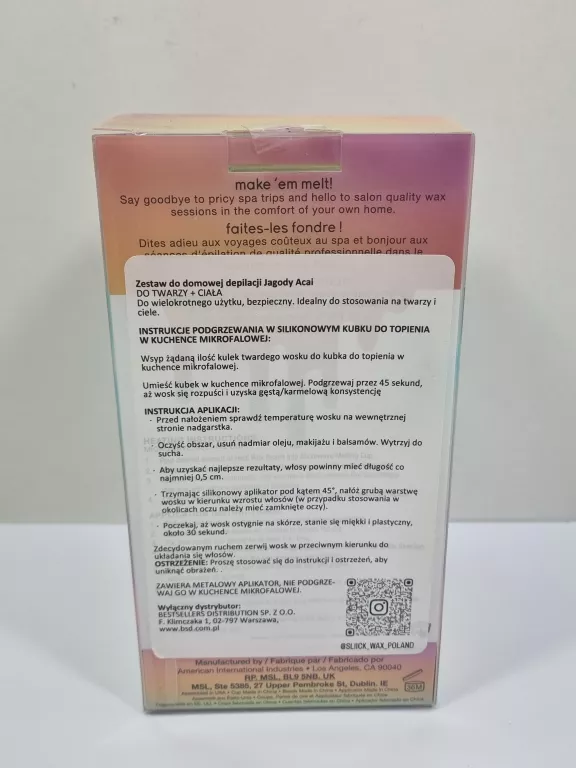 make 'em melt!
Say goodbye to pricy spa trips and hello to salon quality wax
sessions in the comfort of your own home.
faites-les fondre !
Dites adieu aux voyages coûteux au spa et bonjour aux
séances d'épilation de qualité professionnelle dans le
Zestaw do domowej depilacji Jagody Acai
DO TWARZY + CIAŁA
Do wielokrotnego użytku, bezpieczny. Idealny do stosowania na twarzy i
ciele.
INSTRUKCJE PODGRZEWANIA W SILIKONOWYM KUBKU DO TOPIENIA
W KUCHENCE MIKROFALOWEJ:
Wsyp żądaną ilość kulek twardego wosku do kubka do topienia w
kuchence mikrofalowej.
Umieść kubek w kuchence mikrofalowej. Podgrzewaj przez 45 sekund,
aż wosk się rozpuści i uzyska gęstą/karmelową konsystencję
INSTRUKCJA APLIKACJI:
· Przed nałożeniem sprawdź temperaturę wosku na wewnętrznej
stronie nadgarstka.
· Oczyść obszar, usuń nadmiar oleju, makijażu i balsamów. Wytrzyj do
sucha.
· Aby uzyskać najlepsze rezultaty, włosy powinny mieć długość co
najmniej 0,5 cm.
· Trzymając silikonowy aplikator pod kątem 45°, nałóż grubą warstwę
wosku w kierunku wzrostu włosów (w przypadku stosowania w
okolicach oczu należy mieć zamknięte oczy).
· Poczekaj, aż wosk ostygnie na skórze, stanie się miękki i plastyczny,
około 30 sekund.
Zdecydowanym ruchem zerwij wosk w przeciwnym kierunku do
układania się włosów.
OSTRZEŻENIE: Proszę stosować się do instrukcji i ostrzeżeń, aby
uniknąć obrażeń. .
ZAWIERA METALOWY APLIKATOR, NIE PODGRZE-
WAJ GO W KUCHENCE MIKROFALOWEJ.
Wyłączny dystrybutor:
BESTSELLERS DISTRIBUTION SP. Z O.O.
F. Klimczaka 1, 02-797 Warszawa,
www.bsd.com.pl
@SLIICK_WAX_POLAND
Manufactured by / Fabriqué par / Fabricado por
American International Industries • Los Angeles, CA 90040
RP. MSL, BL9 5NB, UK
MSL, Ste 5386, 27 Upper Pembroke St, Dublin. IE
36M